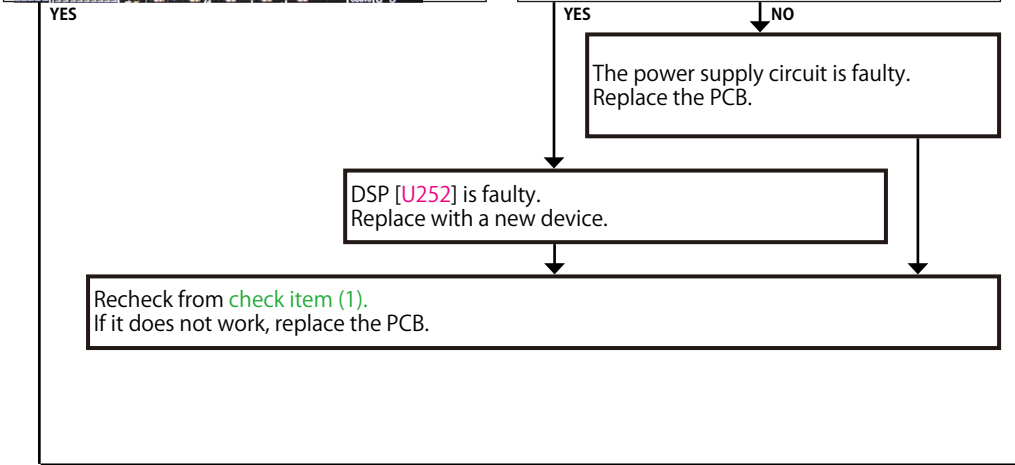 YES
YES
NO
The power supply circuit is faulty.
Replace the PCB.
DSP [U252] is faulty.
Replace with a new device.
Recheck from check item (1).
If it does not work, replace the PCB.